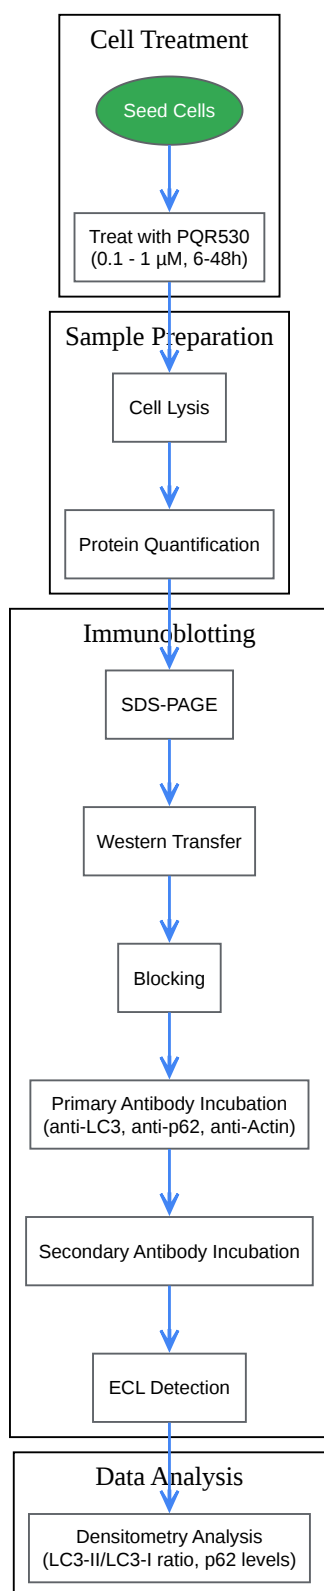 Cell Treatment
Seed Cells
Treat with PQR530
(0.1 - 1 µM, 6-48h)
Sample Preparation
Cell Lysis
Protein Quantification
Immunoblotting
SDS-PAGE
Western Transfer
Blocking
Primary Antibody Incubation
(anti-LC3, anti-p62, anti-Actin)
Secondary Antibody Incubation
ECL Detection
Data Analysis
Densitometry Analysis
(LC3-II/LC3-I ratio, p62 levels)